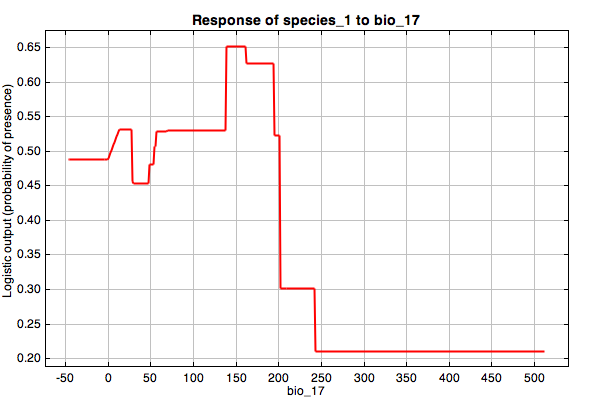 Response of species_1 to bio_17
Logistic output (probability of presence)
0.65
0.60
0.55
0.50
0.45
0.40
0.35
0.30
0.25
0.20
-50 0 50 100 150 200 250 300 350 400 450 500
bio_17